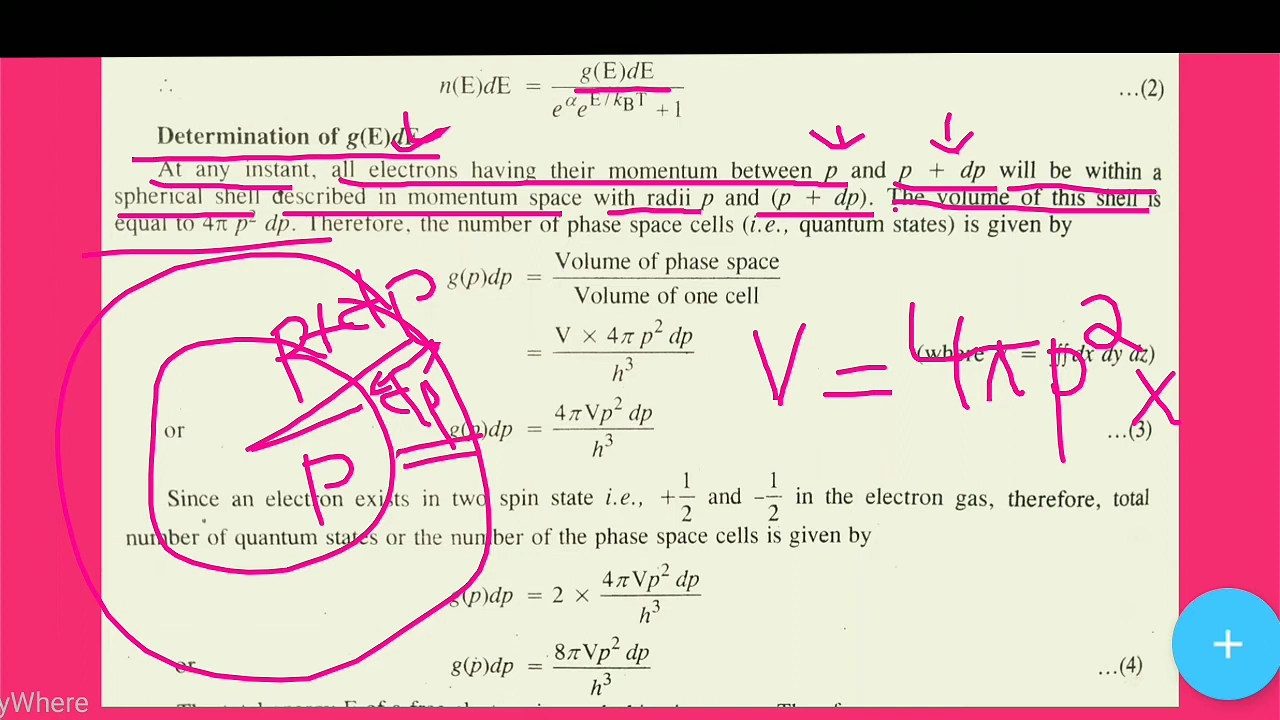 ∴ n(E)dE = g(E)dE / e^α e^E/k_BT + 1 ...(2)
Determination of g(E)dE
At any instant, all electrons having their momentum between p and p + dp will be within a
spherical shell described in momentum space with radii p and (p + dp). The volume of this shell is
equal to 4π p² dp. Therefore, the number of phase space cells (i.e., quantum states) is given by
g(p)dp = Volume of phase space / Volume of one cell
= V × 4π p² dp / h³ (where = ∭ dx dy dz)
or g(p)dp = 4πVp² dp / h³ ...(3)
P+dP
dp
P
V = 4πp² x
Since an electron exists in two spin state i.e., +1/2 and -1/2 in the electron gas, therefore, total
number of quantum states or the number of the phase space cells is given by
g(p)dp = 2 × 4πVp² dp / h³
or g(p)dp = 8πVp² dp / h³ ...(4)
yWhere
+